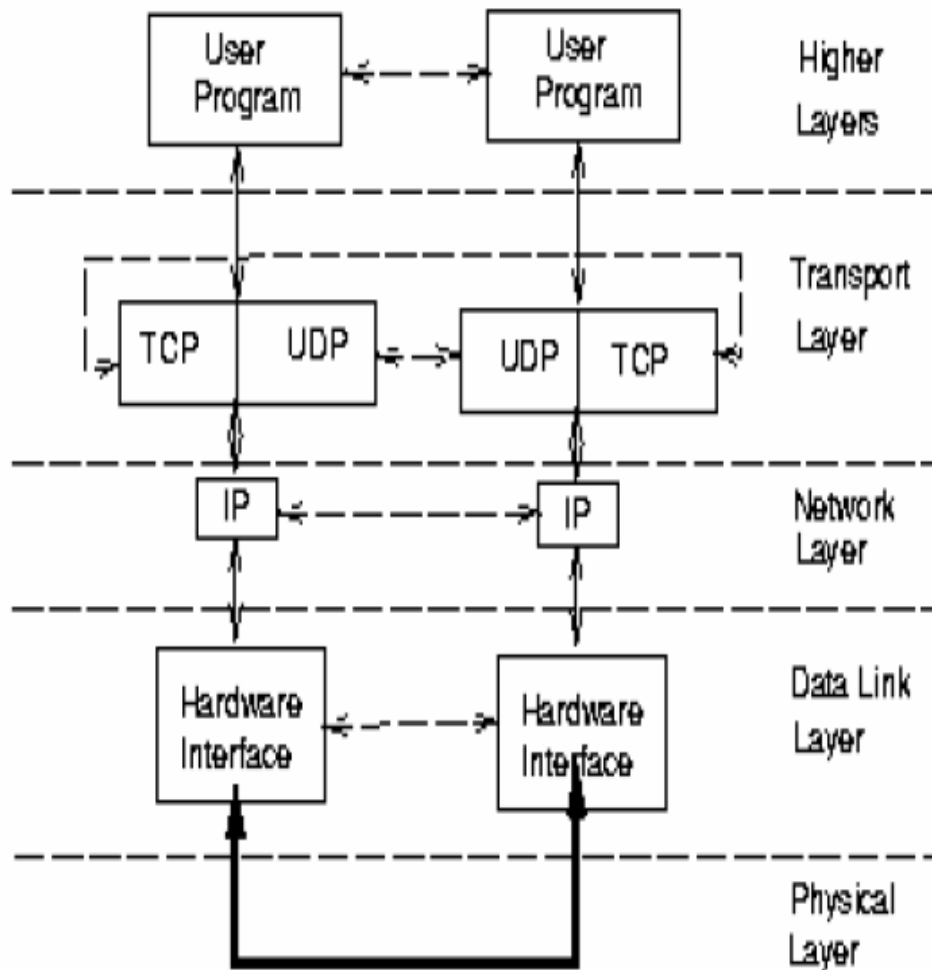 User
Program
User
Program
Higher
Layers
TCP
UDP
UDP
TCP
Transport
Layer
IP
IP
Network
Layer
Hardware
Interface
Hardware
Interface
Data Link
Layer
Physical
Layer